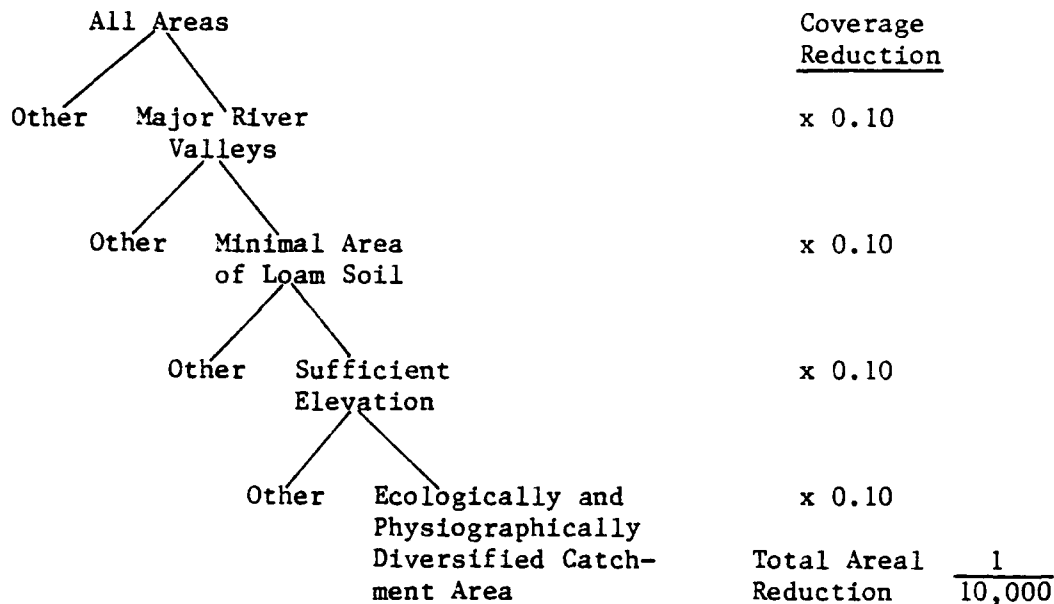 All Areas Coverage
Reduction
Other Major River x 0.10
Valleys
Other Minimal Area x 0.10
of Loam Soil
Other Sufficient x 0.10
Elevation
Other Ecologically and x 0.10
Physiographically
Diversified Catch- Total Areal 1
ment Area Reduction 10,000